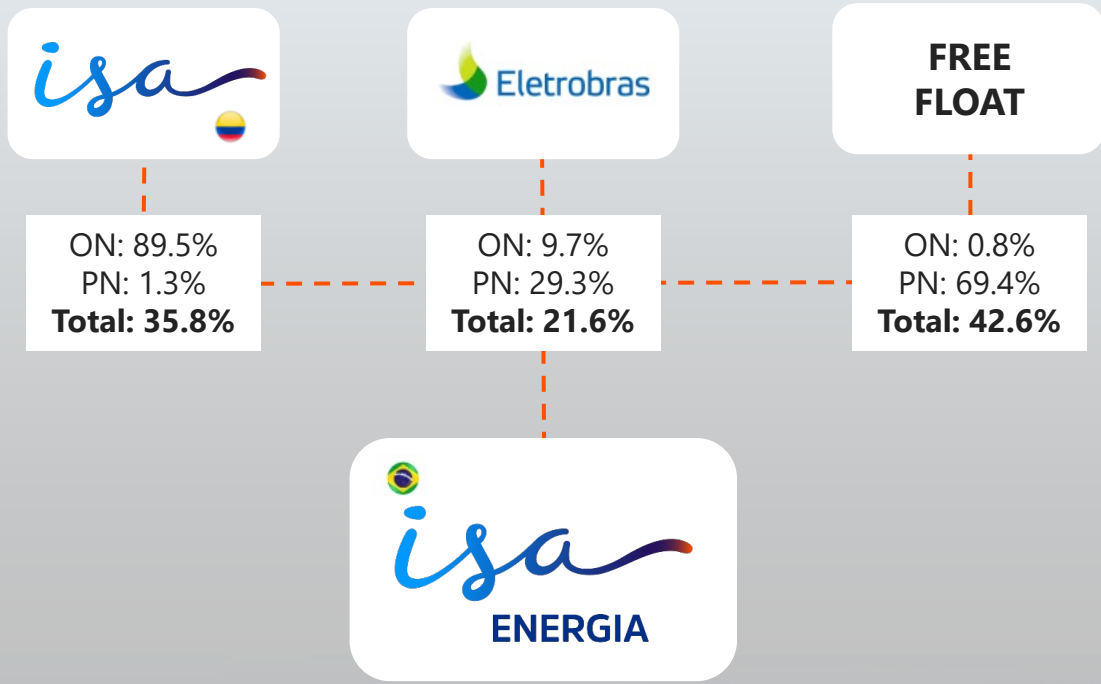 isa
Eletrobras
FREE
FLOAT
ON: 89.5%
PN: 1.3%
Total: 35.8%
ON: 9.7%
PN: 29.3%
Total: 21.6%
ON: 0.8%
PN: 69.4%
Total: 42.6%
isa
ENERGIA